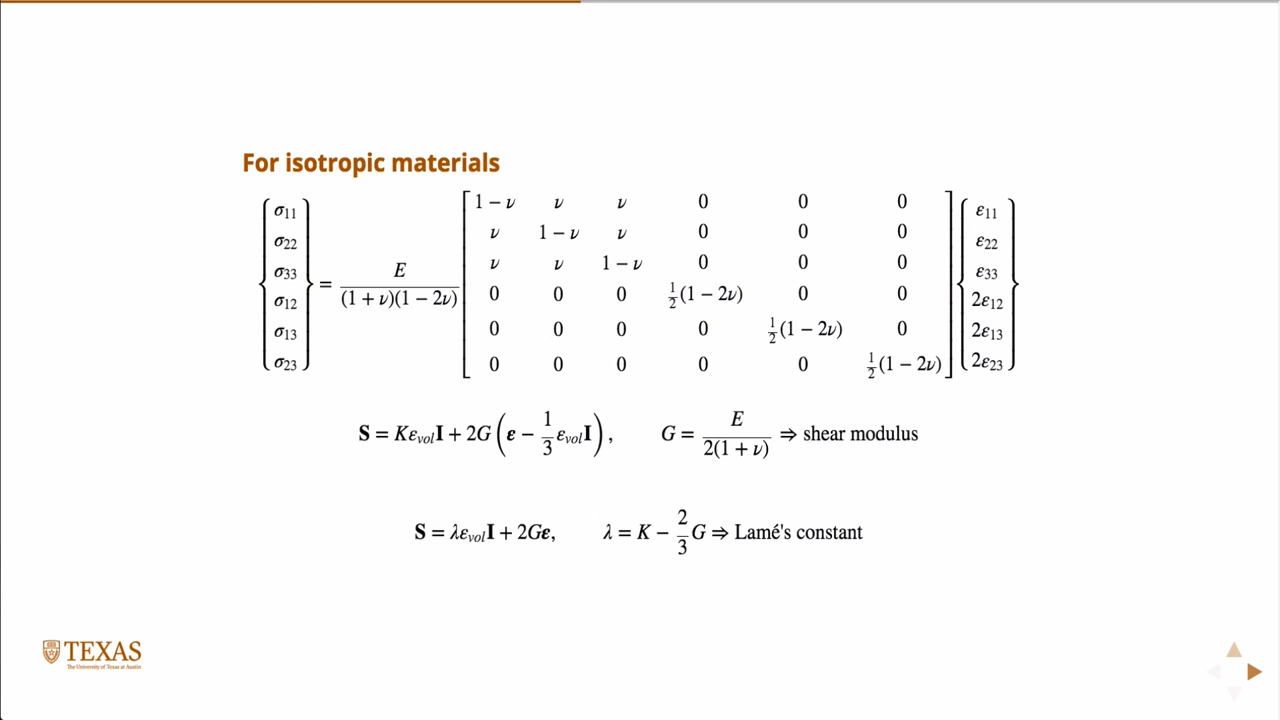 For isotropic materials
{σ11 σ22 σ33 σ12 σ13 σ23} = E / (1 + ν)(1 − 2ν) [
1 − ν ν ν 0 0 0
ν 1 − ν ν 0 0 0
ν ν 1 − ν 0 0 0
0 0 0 1/2(1 − 2ν) 0 0
0 0 0 0 1/2(1 − 2ν) 0
0 0 0 0 0 1/2(1 − 2ν)
] {ε11 ε22 ε33 2ε12 2ε13 2ε23}
S = Kεvol I + 2G (ε − 1/3 εvol I), G = E / 2(1 + ν) ⇒ shear modulus
S = λεvol I + 2Gε, λ = K − 2/3 G ⇒ Lamé's constant
TEXAS
The University of Texas at Austin